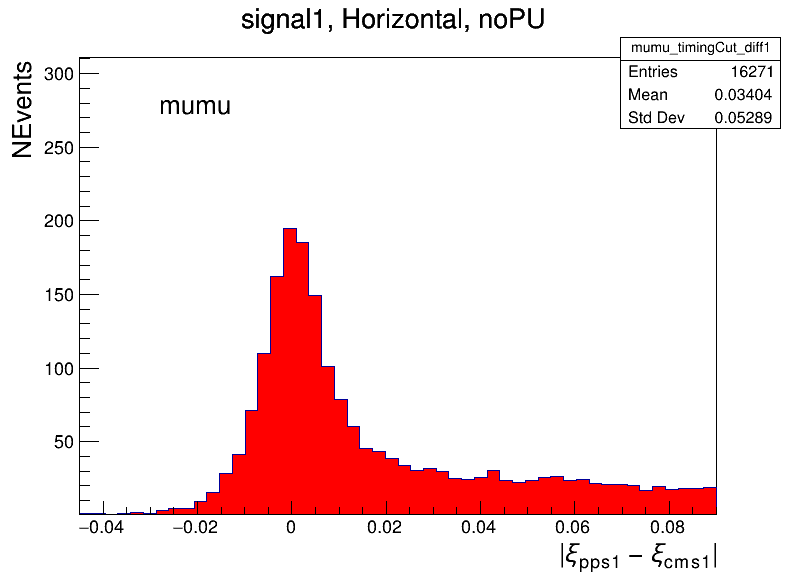 signal1, Horizontal, noPU
mumu_timingCut_diff1
Entries 16271
Mean 0.03404
Std Dev 0.05289
NEvents
mumu
300
250
200
150
100
50
−0.04 −0.02 0 0.02 0.04 0.06 0.08
|ξpps1 − ξcms1|